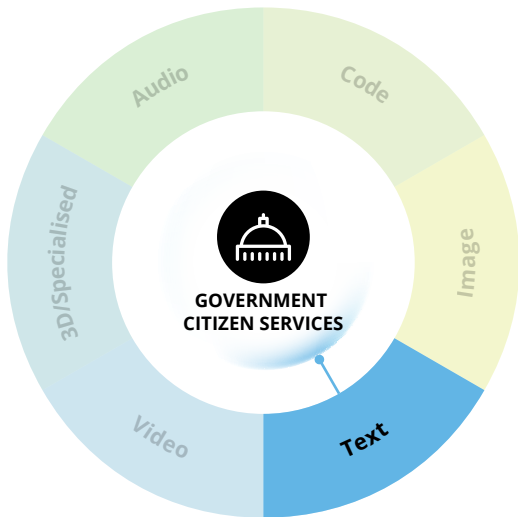 Audio
Code
3D/Specialised
Image
GOVERNMENT
CITIZEN SERVICES
Video
Text